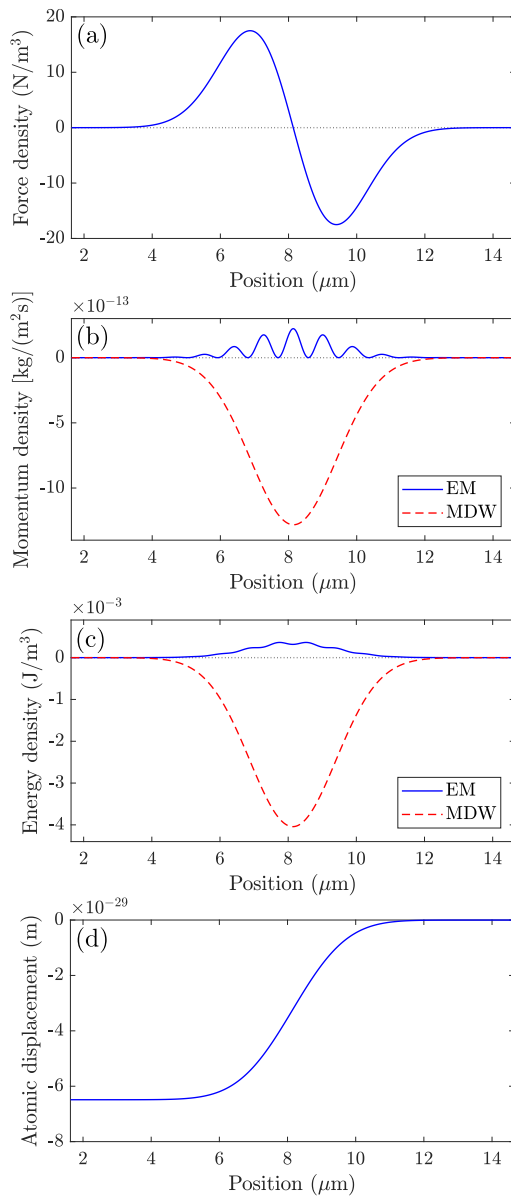 20
10
0
-10
-20
(a)
Force density (N/m³)
2 4 6 8 10 12 14
Position (μm)
×10⁻¹³
(b)
0
-5
-10
Momentum density [kg/(m²s)]
EM
MDW
2 4 6 8 10 12 14
Position (μm)
×10⁻³
(c)
0
-1
-2
-3
-4
Energy density (J/m³)
EM
MDW
2 4 6 8 10 12 14
Position (μm)
×10⁻²⁹
0
(d)
-2
-4
-6
-8
Atomic displacement (m)
2 4 6 8 10 12 14
Position (μm)